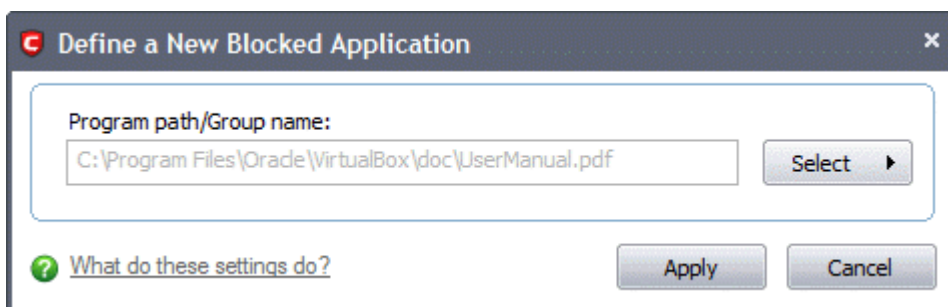 Define a New Blocked Application
Program path/Group name:
C:\Program Files\Oracle\VirtualBox\doc\UserManual.pdf
Select
What do these settings do?
Apply
Cancel